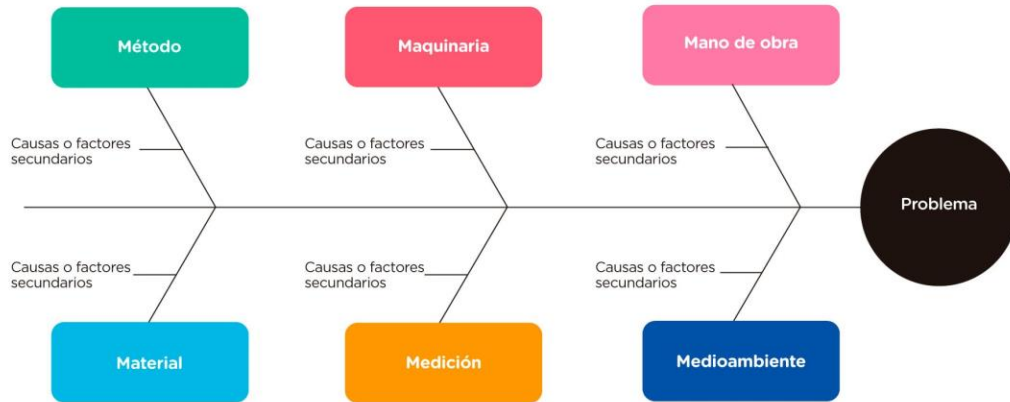 Método
Maquinaria
Mano de obra
Causas o factores
secundarios
Causas o factores
secundarios
Causas o factores
secundarios
Problema
Causas o factores
secundarios
Causas o factores
secundarios
Causas o factores
secundarios
Material
Medición
Medioambiente